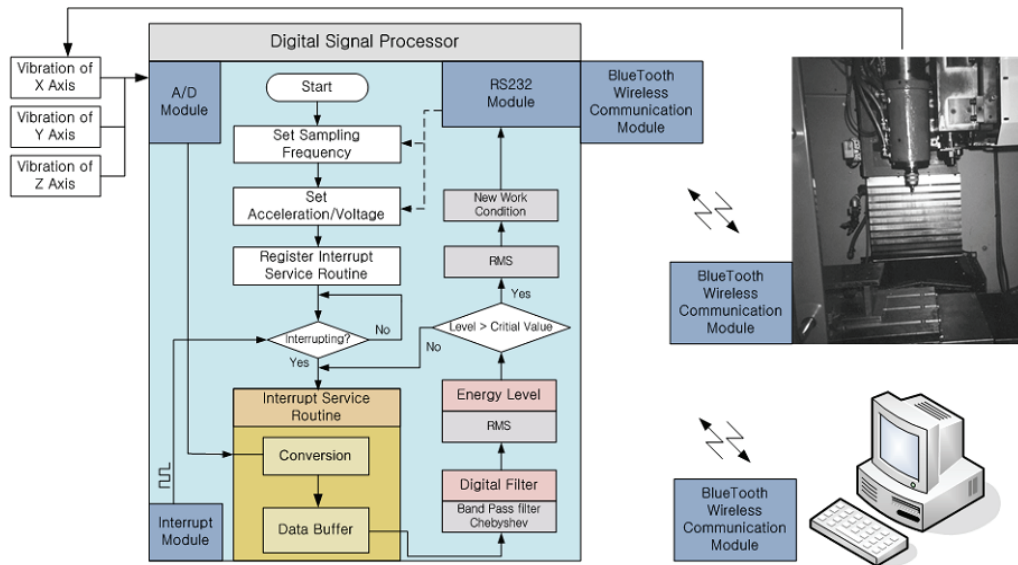 Digital Signal Processor
Vibration of
X Axis
Vibration of
Y Axis
Vibration of
Z Axis
A/D
Module
Start
Set Sampling
Frequency
Set
Acceleration/Voltage
Register Interrupt
Service Routine
Interrupting?
No
Yes
Interrupt Service
Routine
Conversion
Data Buffer
Interrupt
Module
RS232
Module
BlueTooth
Wireless
Communication
Module
New Work
Condition
RMS
Yes
Level > Critial Value
No
Energy Level
RMS
Digital Filter
Band Pass filter
Chebyshev
BlueTooth
Wireless
Communication
Module
BlueTooth
Wireless
Communication
Module